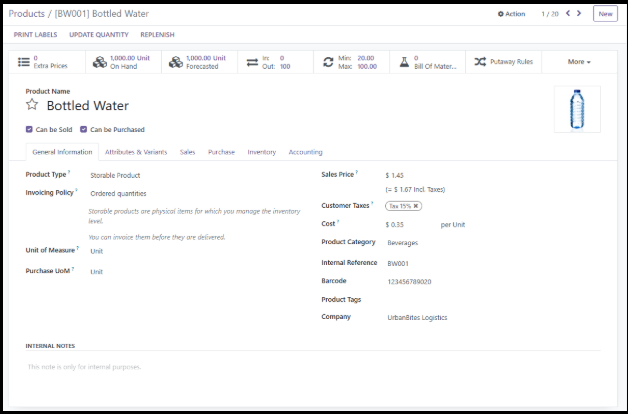 Products / [BW001] Bottled Water
Action
1 / 20
New
PRINT LABELS UPDATE QUANTITY REPLENISH
0
Extra Prices
1,000.00 Unit
On Hand
1,000.00 Unit
Forecasted
In: 0
Out: 100
Min: 20.00
Max: 100.00
0
Bill Of Mater...
Putaway Rules
More
Product Name
Bottled Water
Can be Sold Can be Purchased
General Information Attributes & Variants Sales Purchase Inventory Accounting
Product Type ? Storable Product
Invoicing Policy ? Ordered quantities
Storable products are physical items for which you manage the inventory
level.
You can invoice them before they are delivered.
Unit of Measure ? Unit
Purchase UoM ? Unit
Sales Price ? $ 1.45
(= $ 1.67 Incl. Taxes)
Customer Taxes ? Tax 15% ×
Cost ? $ 0.35 per Unit
Product Category Beverages
Internal Reference BW001
Barcode 123456789020
Product Tags
Company UrbanBites Logistics
INTERNAL NOTES
This note is only for internal purposes.